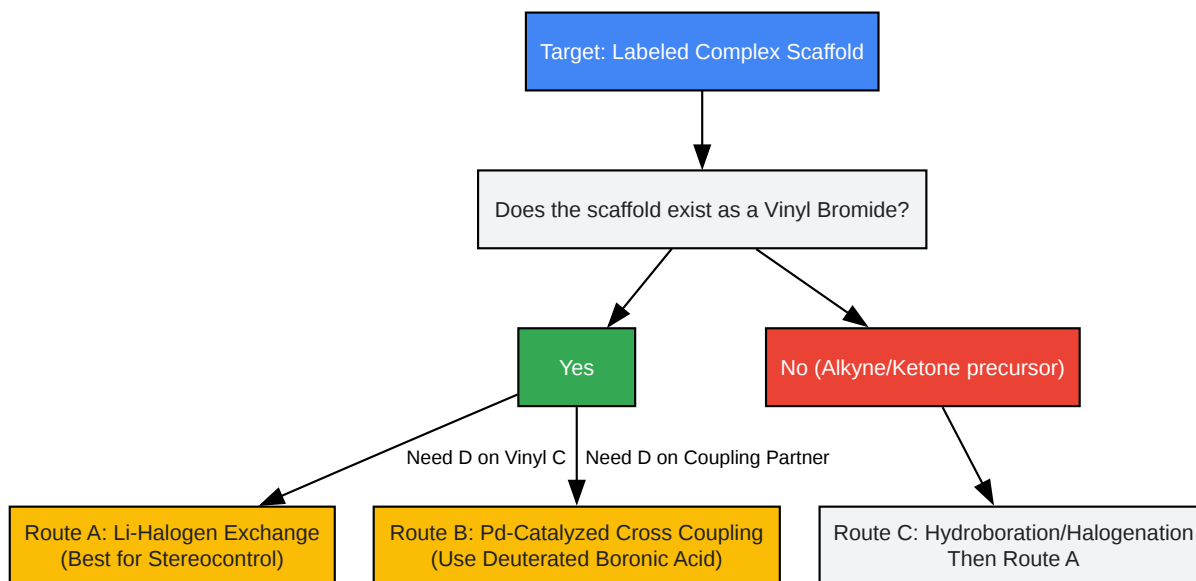 Target: Labeled Complex Scaffold
Does the scaffold exist as a Vinyl Bromide?
Yes
No (Alkyne/Ketone precursor)
Need D on Vinyl C
Need D on Coupling Partner
Route A: Li-Halogen Exchange
(Best for Stereocontrol)
Route B: Pd-Catalyzed Cross Coupling
(Use Deuterated Boronic Acid)
Route C: Hydroboration/Halogenation
Then Route A